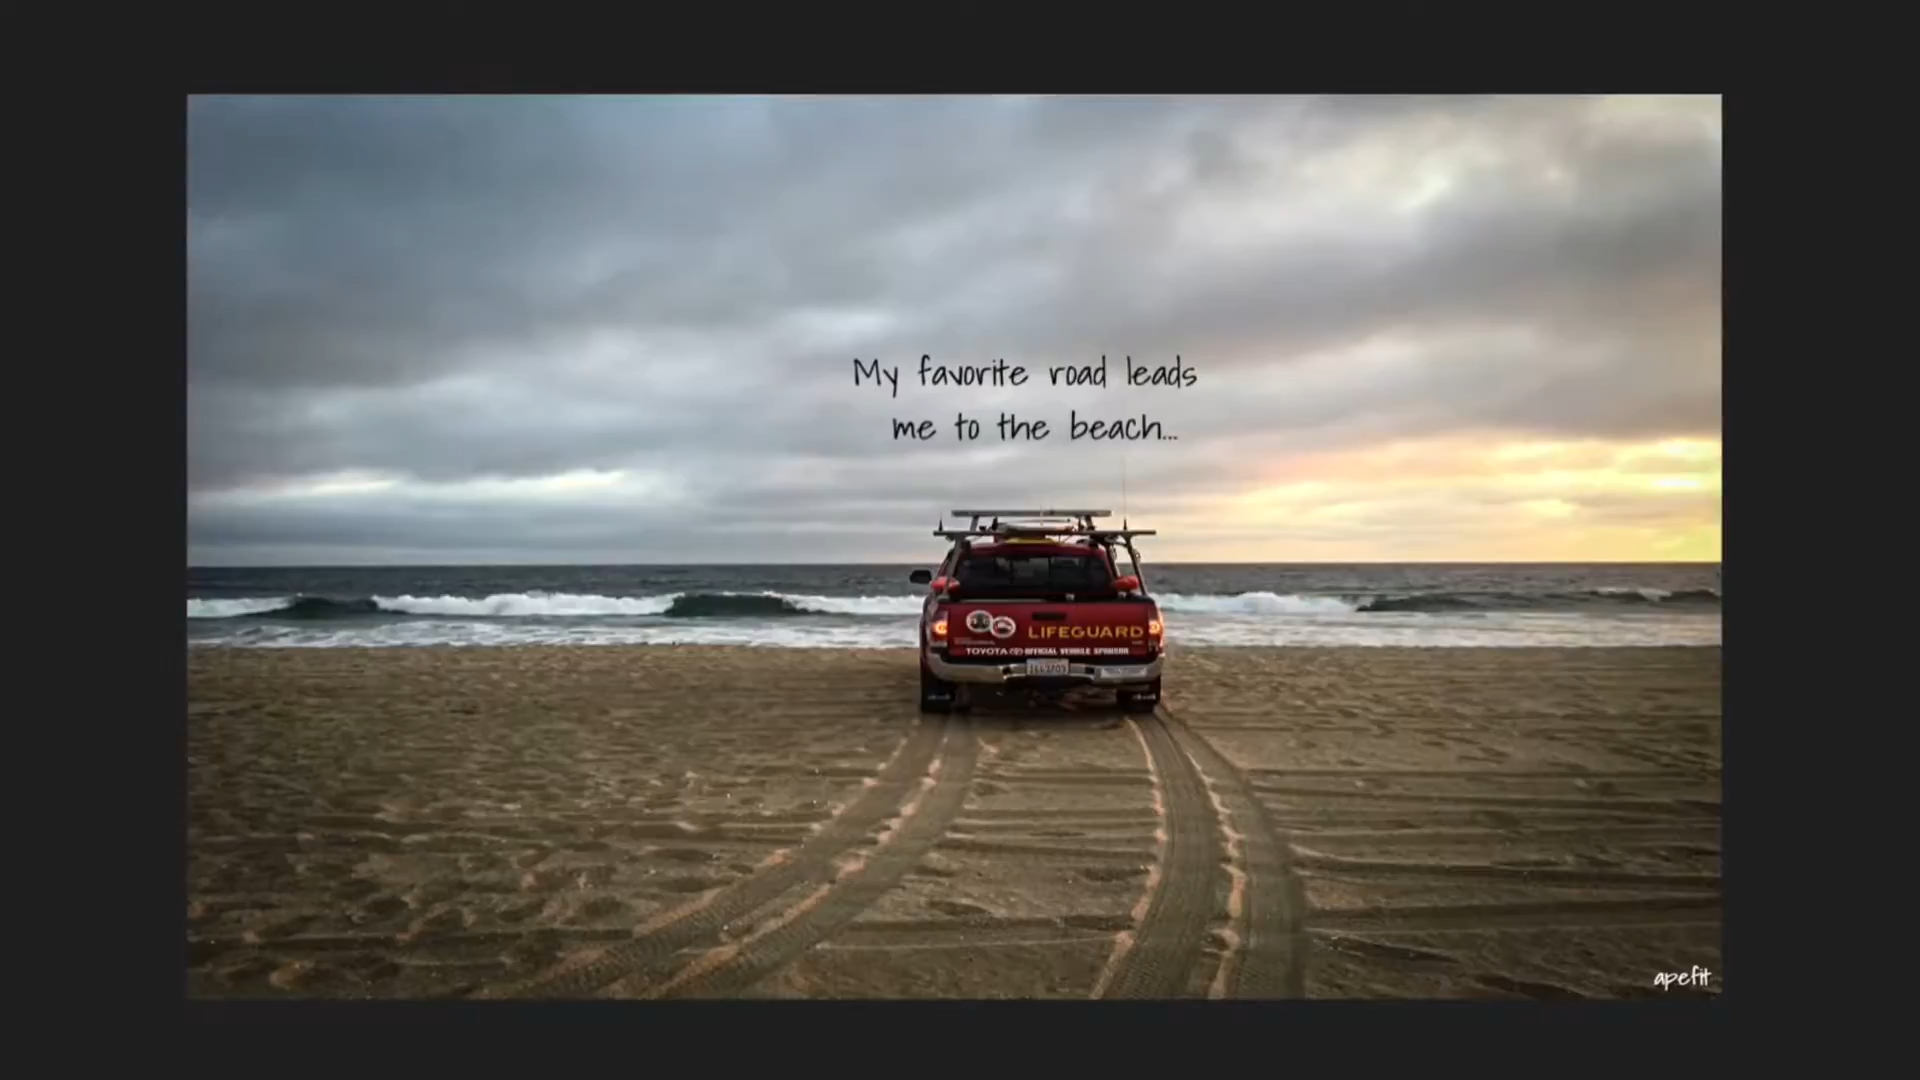 My favorite road leads
me to the beach...
LIFEGUARD
TOYOTA OFFICIAL VEHICLE SPONSOR
apefit